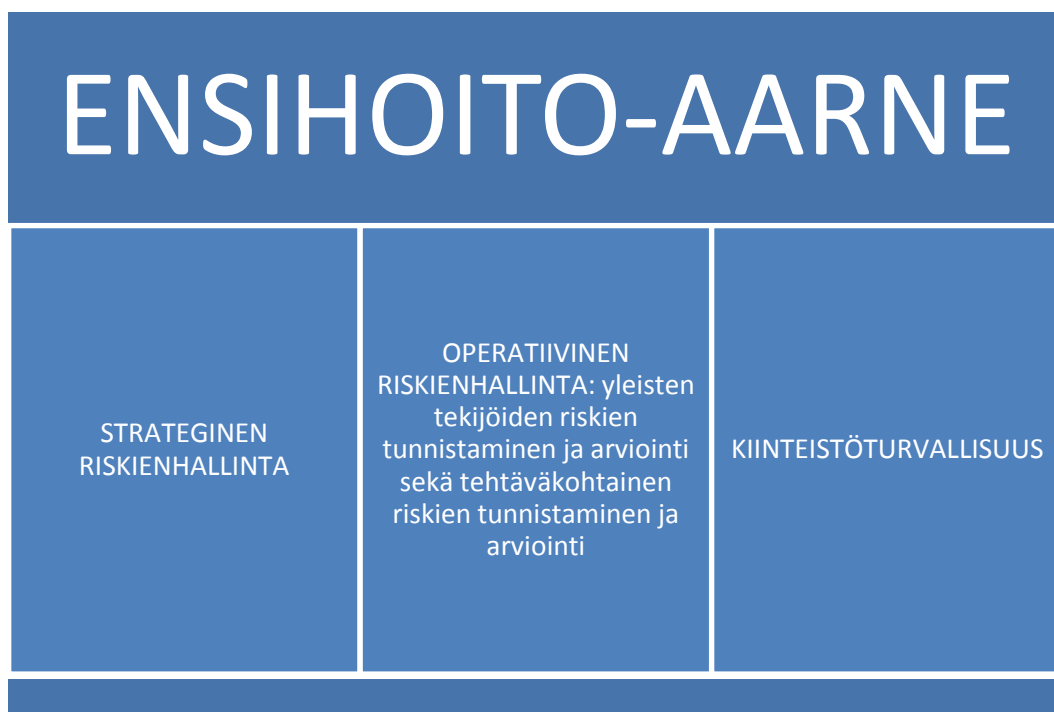 ENSIHOITO-AARNE
STRATEGINEN
RISKIENHALLINTA
OPERATIIVINEN
RISKIENHALLINTA: yleisten
tekijöiden riskien
tunnistaminen ja arviointi
sekä tehtäväkohtainen
riskien tunnistaminen ja
arviointi
KIINTEISTÖTURVALLISUUS